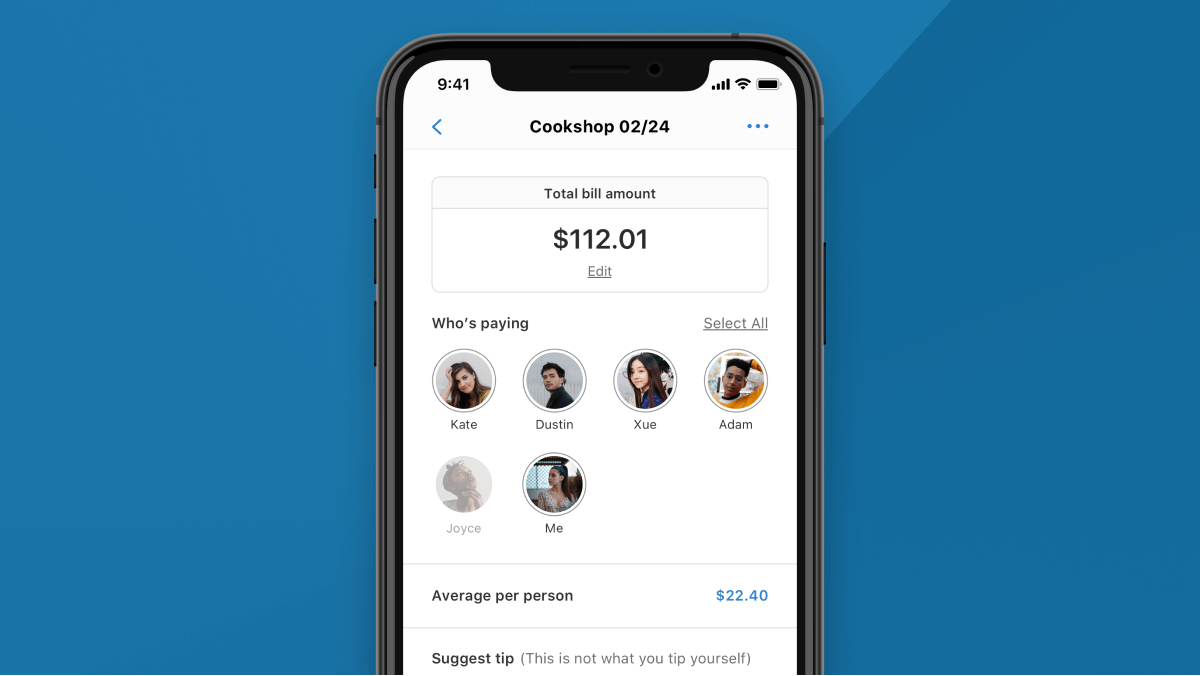 9:41
Cookshop 02/24
Total bill amount
$112.01
Edit
Who’s paying
Select All
Kate
Dustin
Xue
Adam
Joyce
Me
Average per person
$22.40
Suggest tip (This is not what you tip yourself)